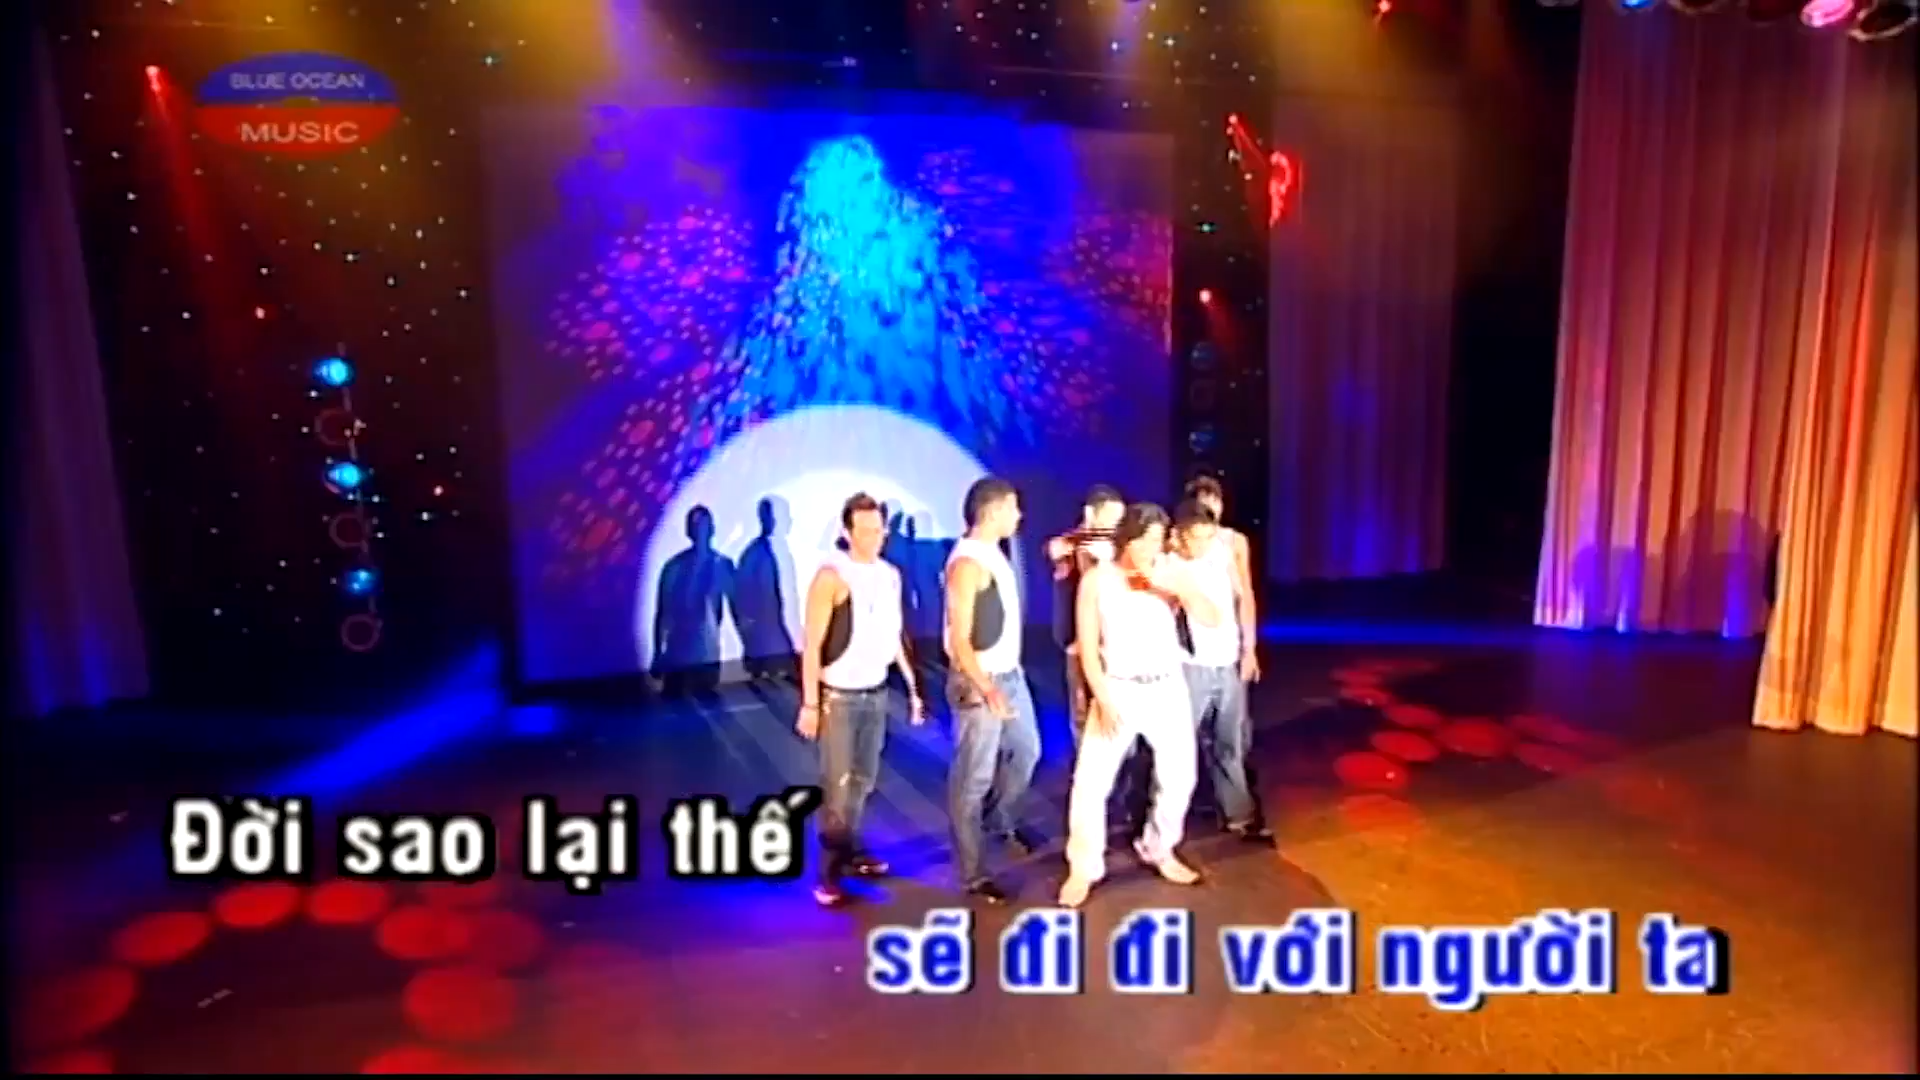 BLUE OCEAN
MUSIC
Đời sao lại thế
sẽ đi đi với người ta